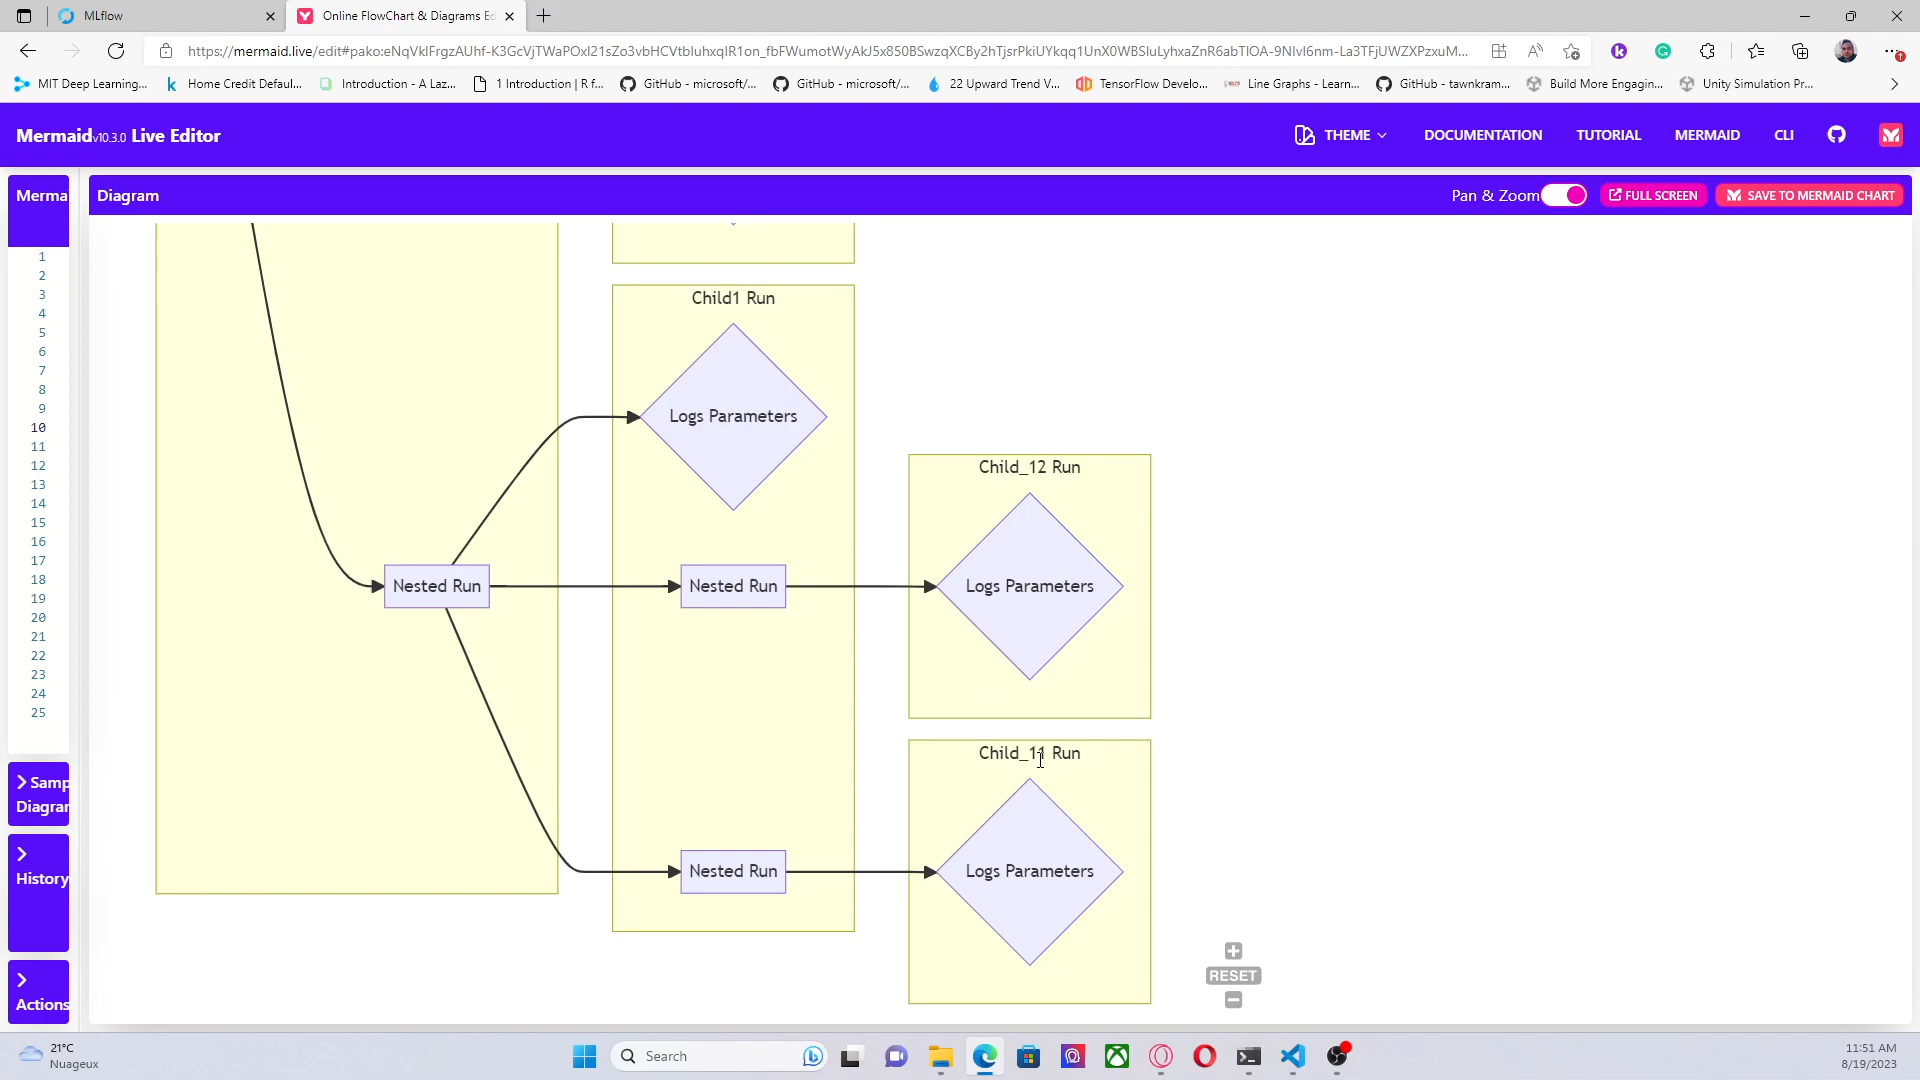 MLflow
Online FlowChart & Diagrams Ed
https://mermaid.live/edit#pako:eNqVkIFrgzAUhf-K3GcVjTWaPOxI21sZo3vbHCVtbIuhxqIR1on_fbFWumotWyAkJ5x850BSwzqXCBy2hTjsrPkiUYkqq1UnX0WBSluLyhxaZnR6abTlOA-9NIvl6nm-La3TFjUWZXPzxuM...
MIT Deep Learning...
Home Credit Defaul...
Introduction - A Laz...
1 Introduction | R f...
GitHub - microsoft/...
GitHub - microsoft/...
22 Upward Trend V...
TensorFlow Develo...
Line Graphs - Learn...
GitHub - tawnkram...
Build More Engagin...
Unity Simulation Pr...
Mermaid v10.3.0 Live Editor
THEME
DOCUMENTATION
TUTORIAL
MERMAID
CLI
Merma
Diagram
Pan & Zoom
FULL SCREEN
SAVE TO MERMAID CHART
1
2
3
4
5
6
7
8
9
10
11
12
13
14
15
16
17
18
19
20
21
22
23
24
25
Samp
Diagrar
History
Actions
Child1 Run
Logs Parameters
Child_12 Run
Nested Run
Nested Run
Logs Parameters
Child_11 Run
Nested Run
Logs Parameters
RESET
21°C
Nuageux
Search
11:51 AM
8/19/2023